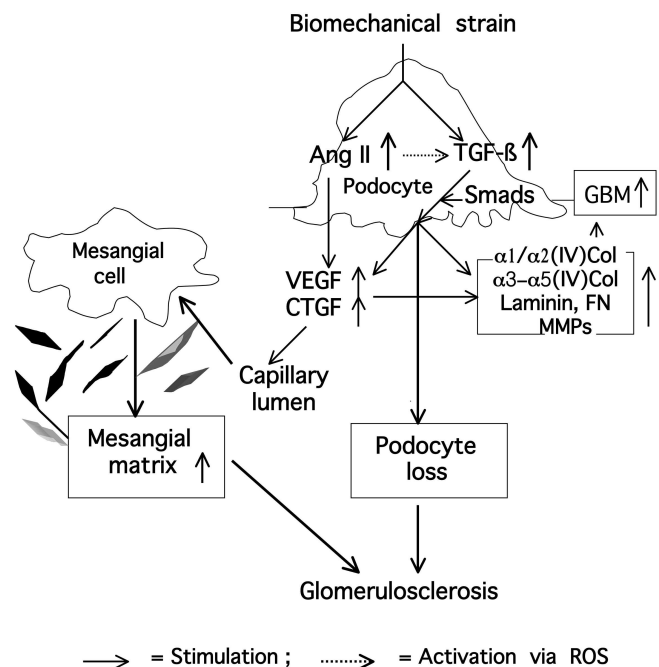 Biomechanical strain
Ang II
TGF-ß
Podocyte
Smads
GBM
Mesangial
cell
α1/α2(IV)Col
α3-α5(IV)Col
Laminin, FN
MMPs
VEGF
CTGF
Capillary
lumen
Mesangial
matrix
Podocyte
loss
Glomerulosclerosis
= Stimulation ; = Activation via ROS